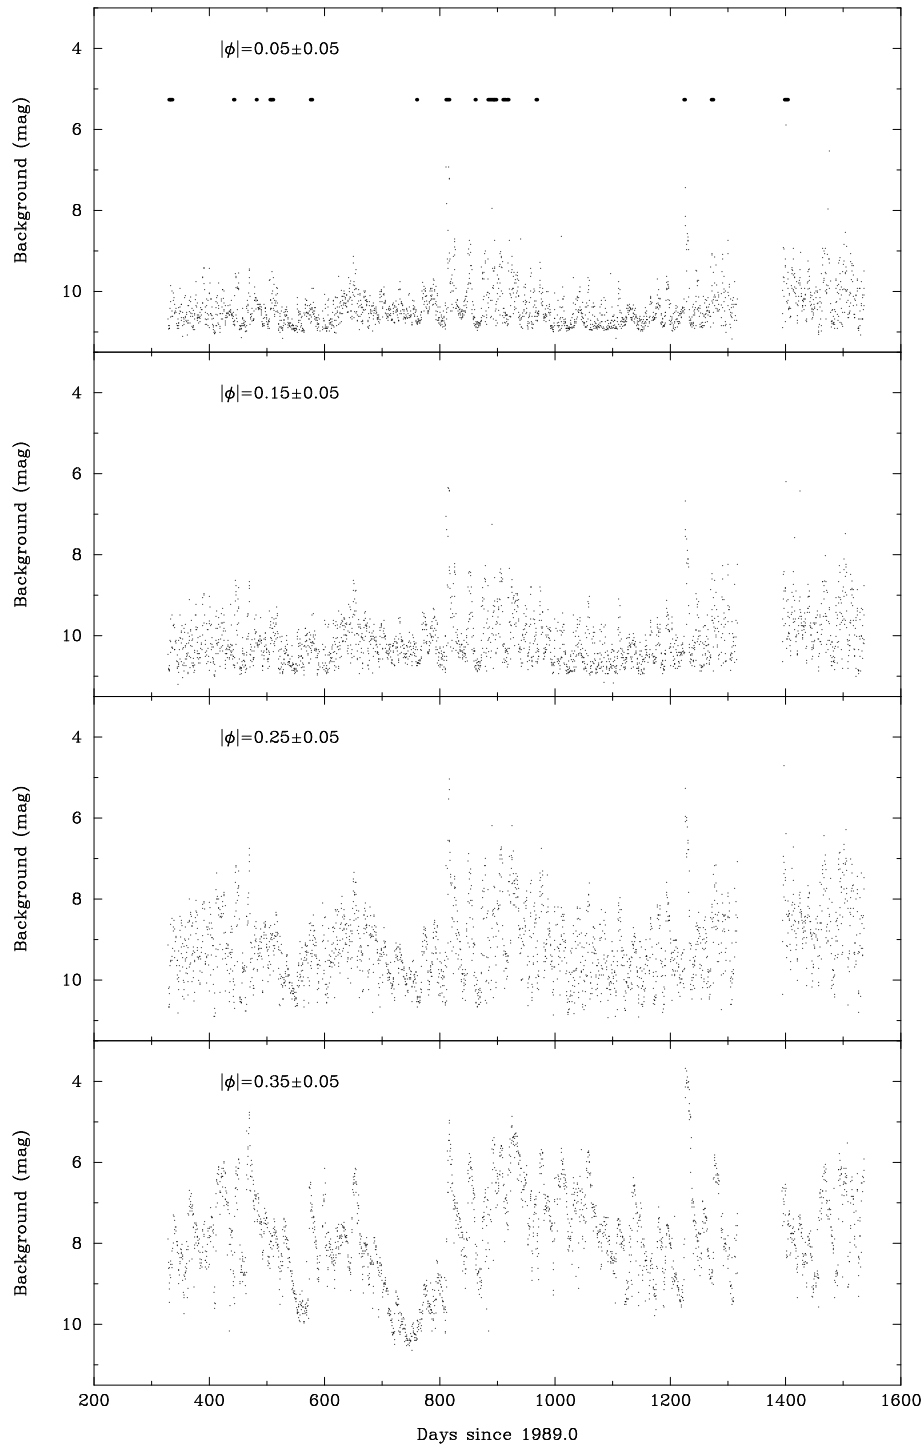 |ϕ|=0.05±0.05
4
6
8
10
Background (mag)
|ϕ|=0.15±0.05
4
6
8
10
Background (mag)
|ϕ|=0.25±0.05
4
6
8
10
Background (mag)
|ϕ|=0.35±0.05
4
6
8
10
Background (mag)
200 400 600 800 1000 1200 1400 1600
Days since 1989.0